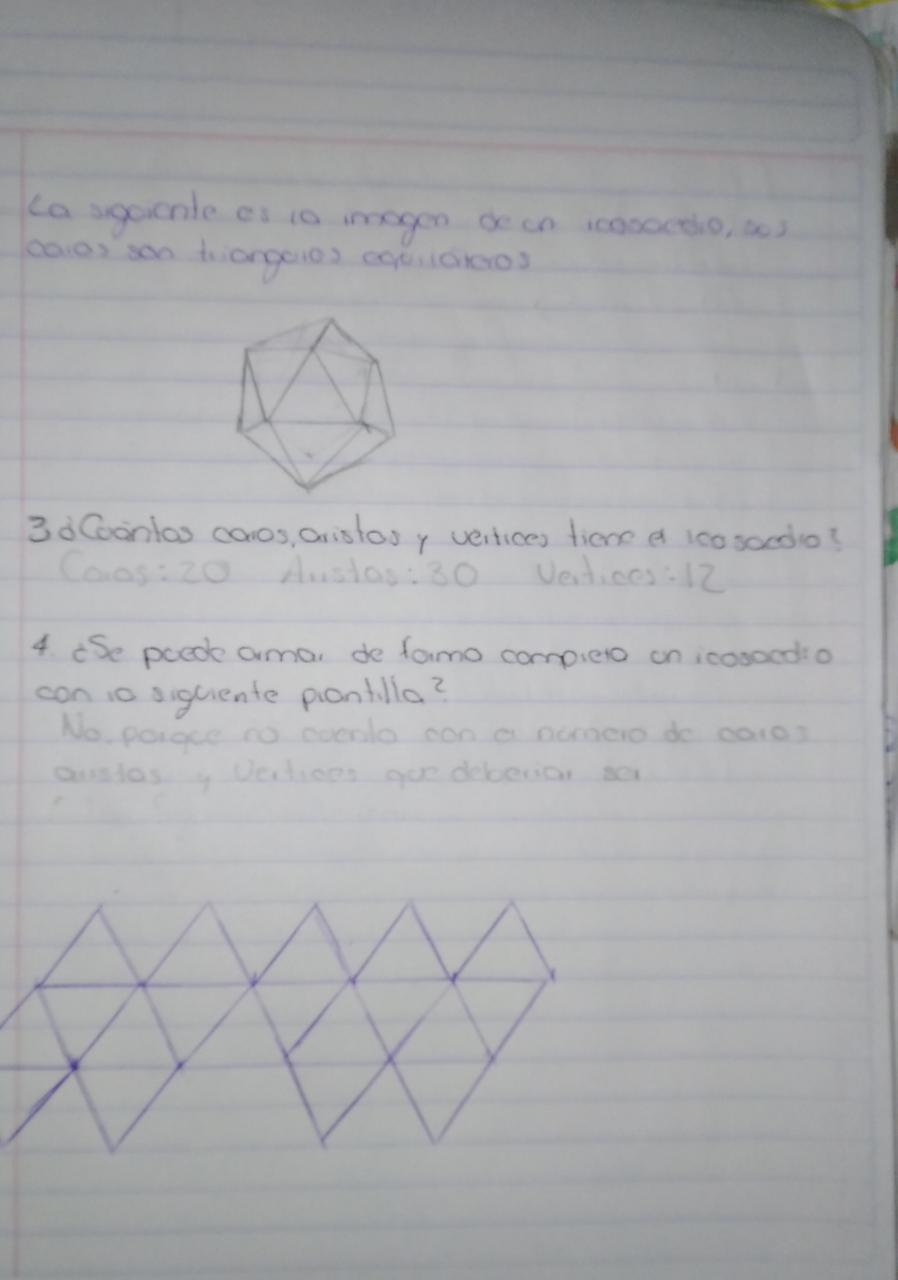 La siguiente es la imagen de un icosaedro, sus
caras son triangulos equiláteros
3 ¿Cuántas caras, aristas y vertices tiene el icosaedro?
Caras: 20 Aristas: 30 Vertices: 12
4. ¿Se puede armar de forma completa un icosaedro
con la siguiente plantilla?
No, porque no cuenta con el numero de caras
aristas y Vertices que deberian ser